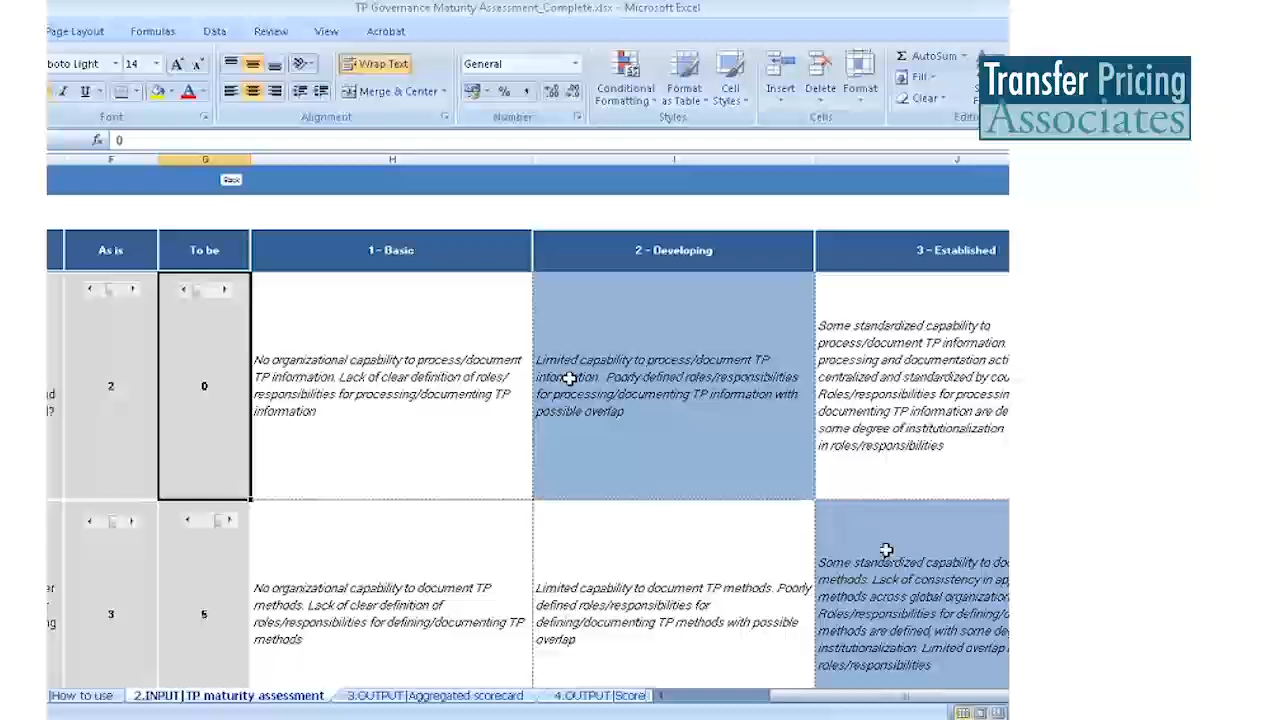 TP Governance Maturity Assessment_Complete.xlsx - Microsoft Excel
Page Layout Formulas Data Review View Acrobat
boto Light 14 A A Wrap Text General Conditional Formatting Format as Table Cell Styles Insert Delete Format Σ AutoSum Fill Clear
U A Merge & Center % ,
Font Alignment Number Styles Cells
fx 0
F G H I J
Back
As is To be 1 - Basic 2 - Developing 3 - Established
2 0
No organizational capability to process/document
TP information. Lack of clear definition of roles/
responsibilities for processing/documenting TP
information
Limited capability to process/document TP
information. Poorly defined roles/responsibilities
for processing/documenting TP information with
possible overlap
Some standardized capability to
process/document TP information.
processing and documentation acti
centralized and standardized by cou
Roles/responsibilities for processin
documenting TP information are de
some degree of institutionalization
in roles/responsibilities
3 5
No organizational capability to document TP
methods. Lack of clear definition of
roles/responsibilities for defining/documenting TP
methods
Limited capability to document TP methods. Poorly
defined roles/responsibilities for
defining/documenting TP methods with possible
overlap
Some standardized capability to do
methods. Lack of consistency in ap
methods across global organization
Roles/responsibilities for defining/d
methods are defined, with some de
institutionalization. Limited overlap
roles/responsibilities
How to use 2.INPUT|TP maturity assessment 3.OUTPUT|Aggregated scorecard 4.OUTPUT|Score
Transfer Pricing
Associates